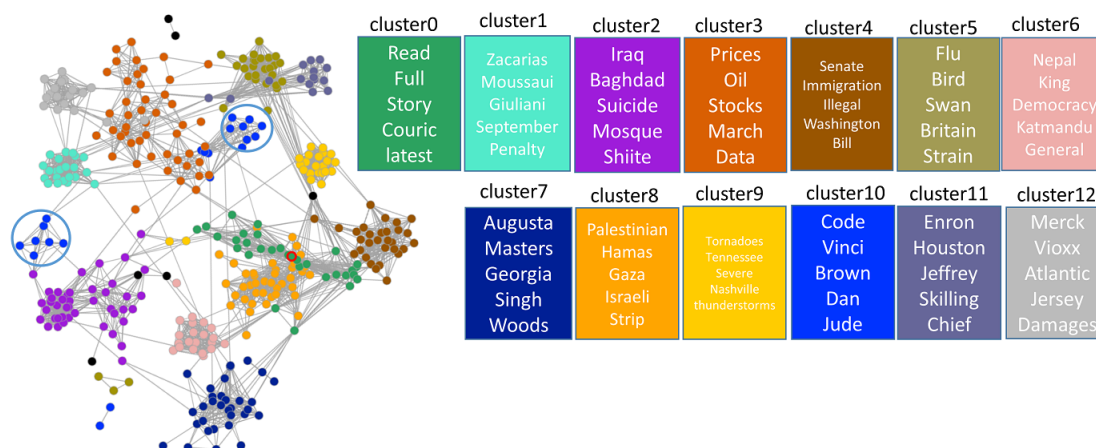 cluster0
Read
Full
Story
Couric
latest
cluster1
Zacarias
Moussaui
Giuliani
September
Penalty
cluster2
Iraq
Baghdad
Suicide
Mosque
Shiite
cluster3
Prices
Oil
Stocks
March
Data
cluster4
Senate
Immigration
Illegal
Washington
Bill
cluster5
Flu
Bird
Swan
Britain
Strain
cluster6
Nepal
King
Democracy
Katmandu
General
cluster7
Augusta
Masters
Georgia
Singh
Woods
cluster8
Palestinian
Hamas
Gaza
Israeli
Strip
cluster9
Tornadoes
Tennessee
Severe
Nashville
thunderstorms
cluster10
Code
Vinci
Brown
Dan
Jude
cluster11
Enron
Houston
Jeffrey
Skilling
Chief
cluster12
Merck
Vioxx
Atlantic
Jersey
Damages